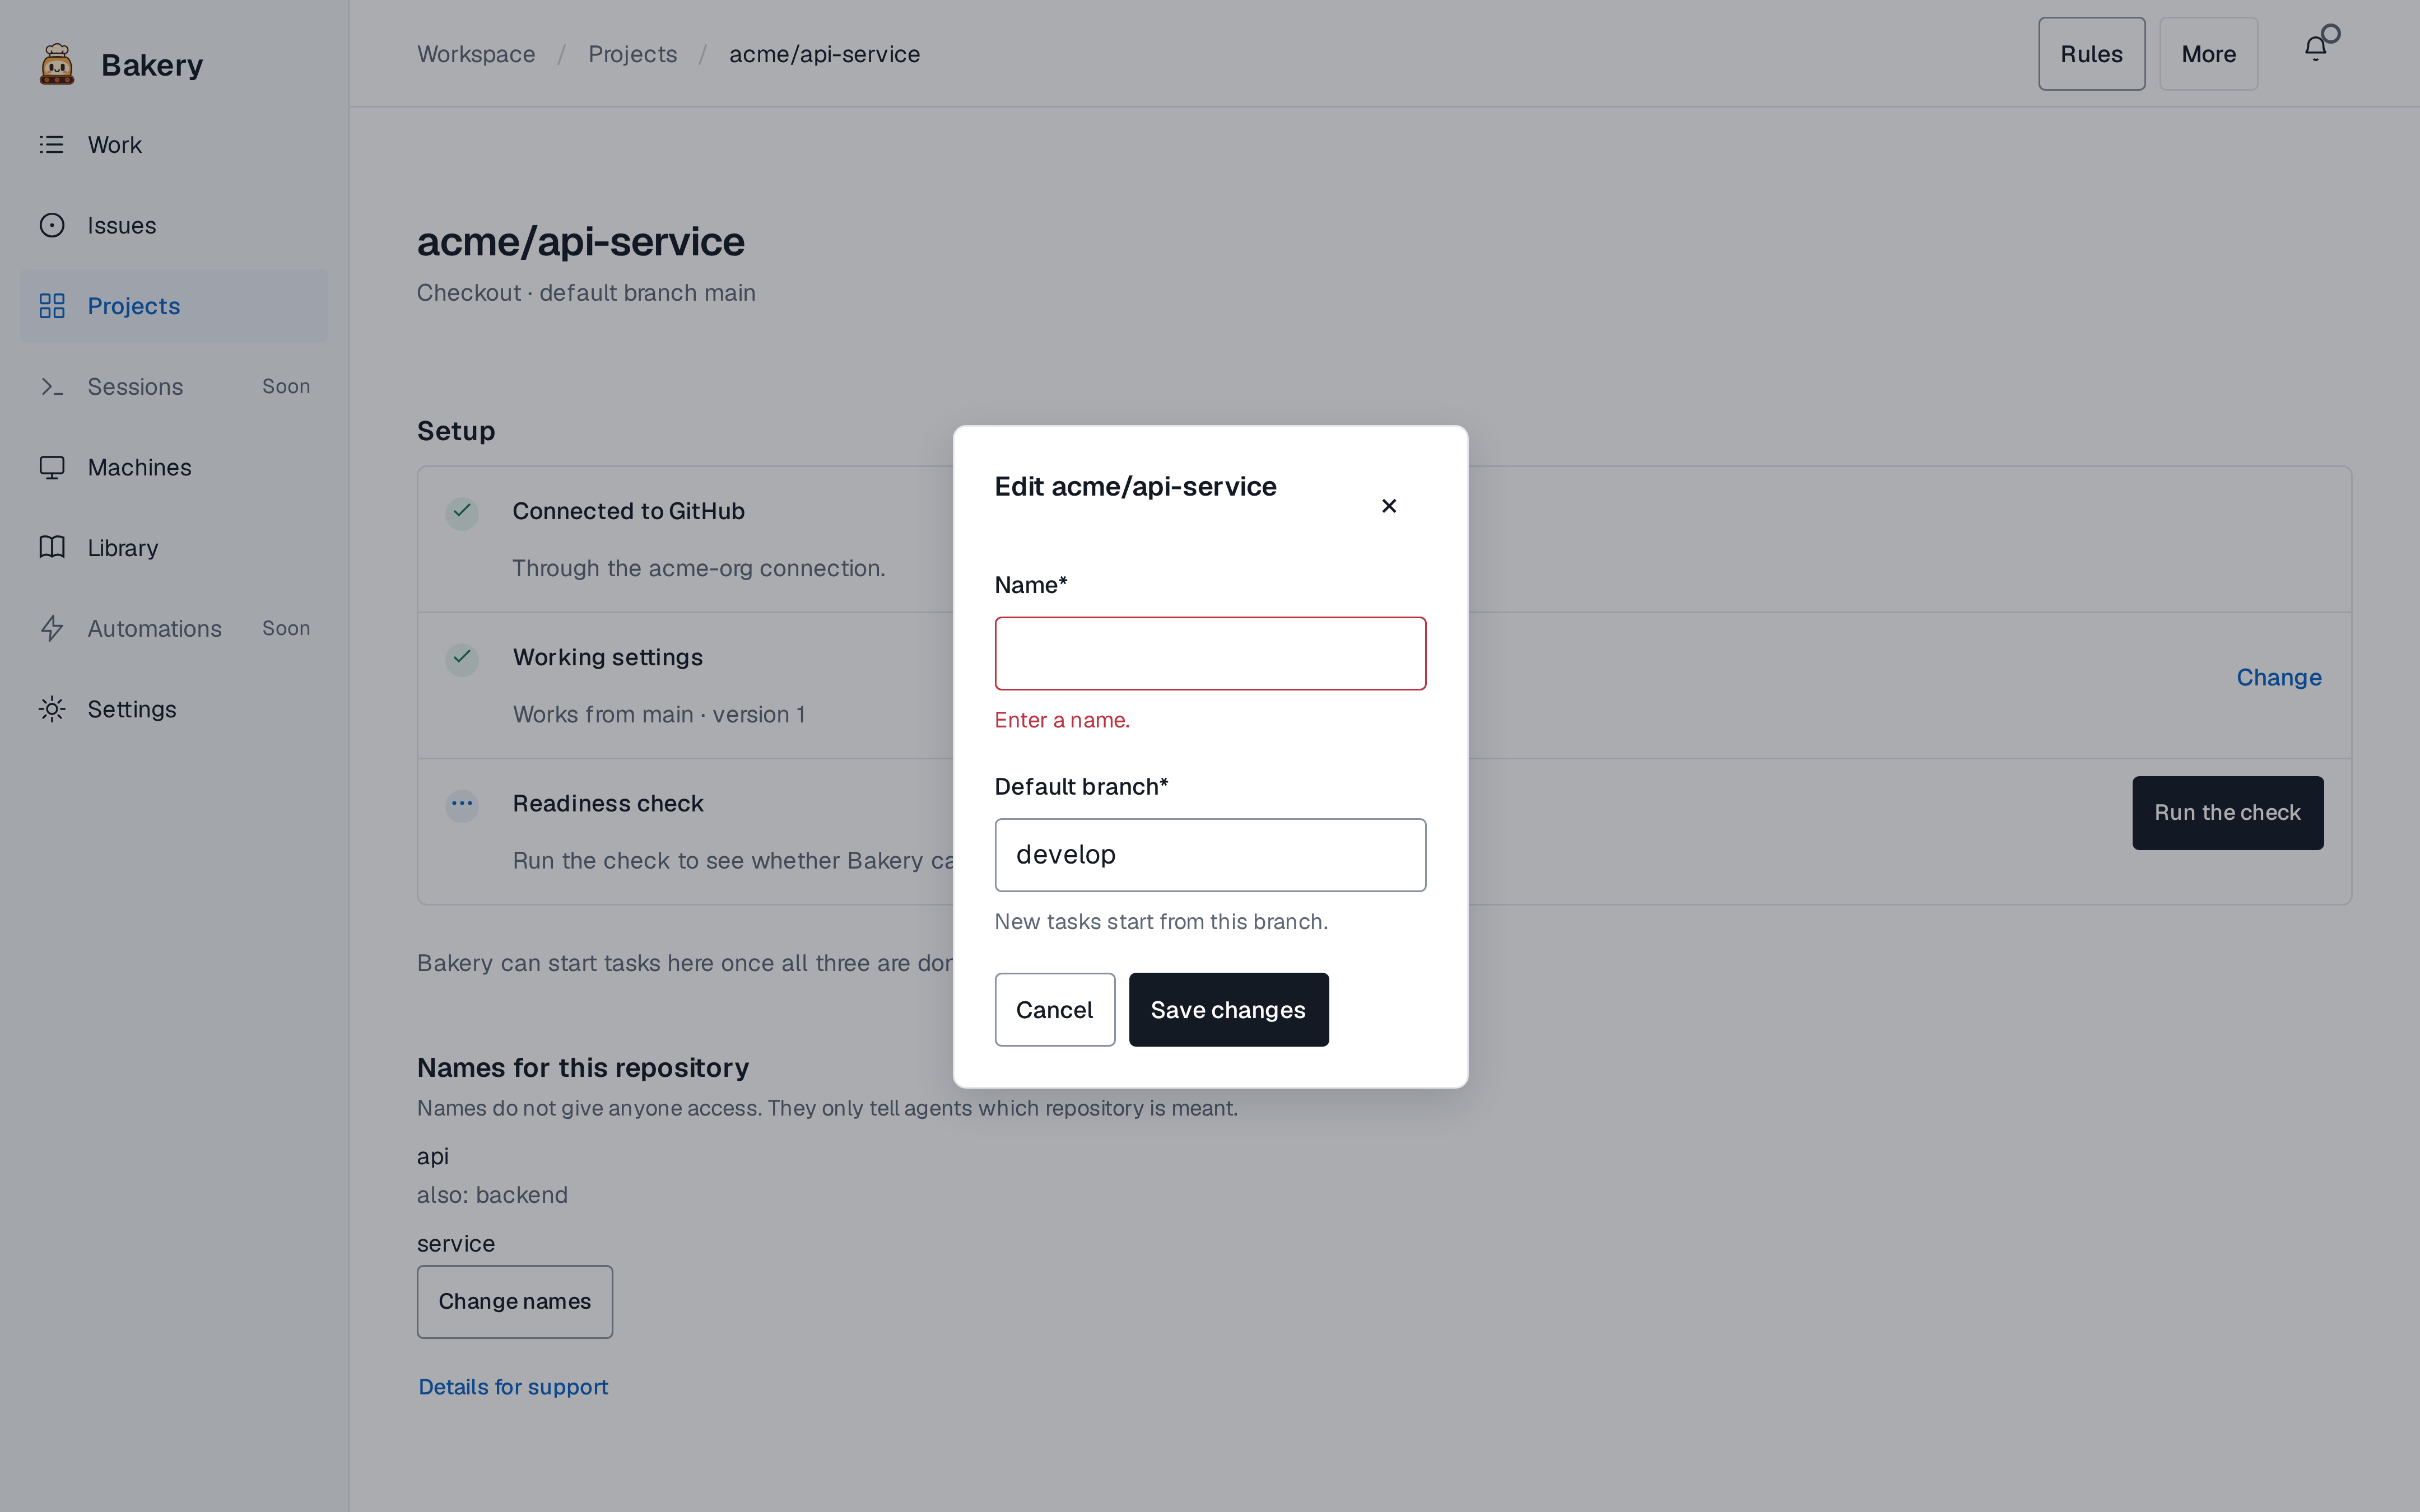 Bakery
Work
Issues
Projects
Sessions Soon
Machines
Library
Automations Soon
Settings
Workspace / Projects / acme/api-service
Rules
More
acme/api-service
Checkout · default branch main
Setup
Connected to GitHub
Through the acme-org connection.
Working settings
Works from main · version 1
Change
Readiness check
Run the check to see whether Bakery
Run the check
Bakery can start tasks here once all three are
Names for this repository
Names do not give anyone access. They only tell agents which repository is meant.
api
also: backend
service
Change names
Details for support
Edit acme/api-service
Name*
Enter a name.
Default branch*
develop
New tasks start from this branch.
Cancel
Save changes